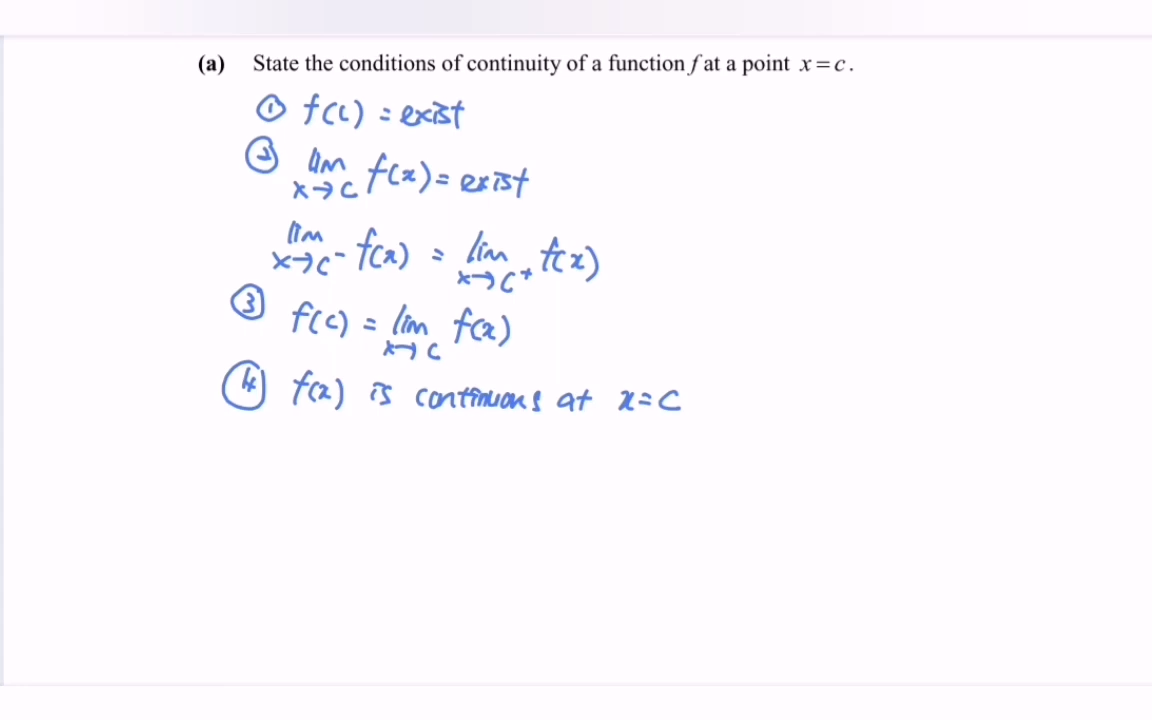 (a) State the conditions of continuity of a function f at a point x = c.
① f(c) = exist
② lim x→c f(x) = exist
lim x→c⁻ f(x) = lim x→c⁺ f(x)
③ f(c) = lim x→c f(x)
④ f(x) is continuous at x = c